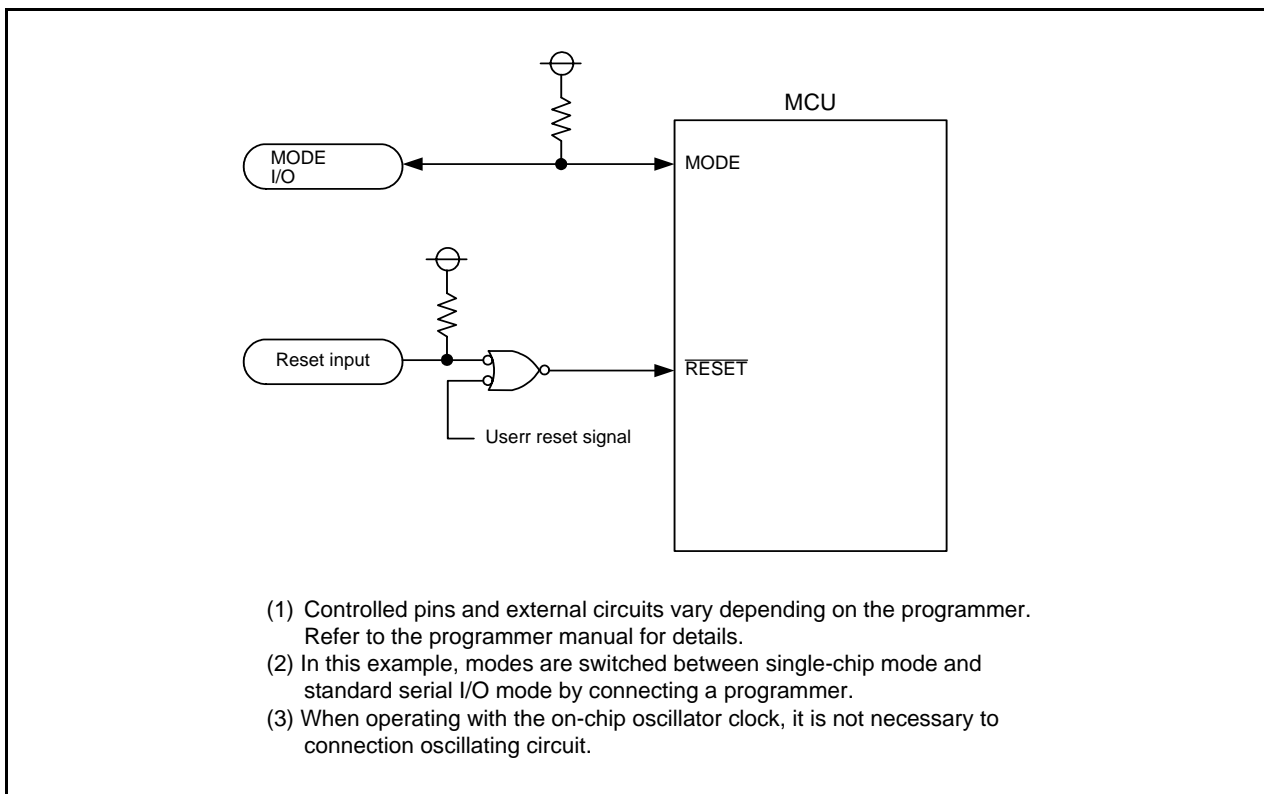 MCU
MODE
I/O
MODE
Reset input
RESET
Userr reset signal
(1) Controlled pins and external circuits vary depending on the programmer.
Refer to the programmer manual for details.
(2) In this example, modes are switched between single-chip mode and
standard serial I/O mode by connecting a programmer.
(3) When operating with the on-chip oscillator clock, it is not necessary to
connection oscillating circuit.